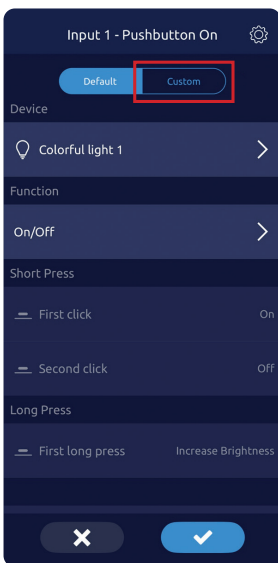 Input 1 - Pushbutton On
Default Custom
Device
Colorful light 1
Function
On/Off
Short Press
First click On
Second click Off
Long Press
First long press Increase Brightness